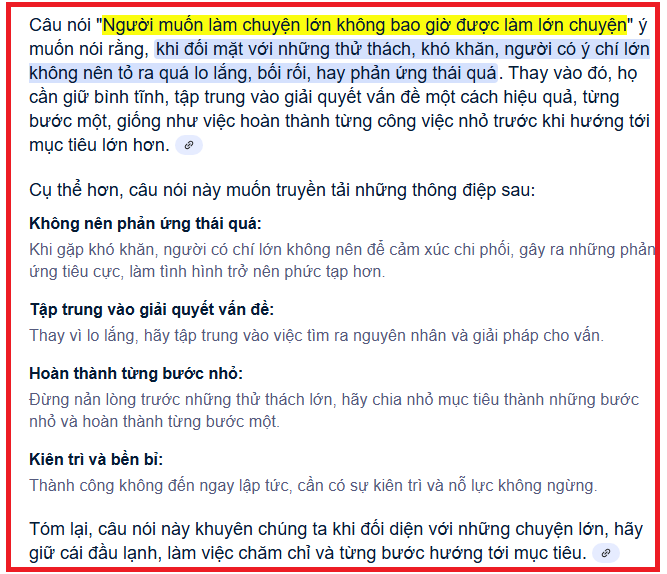 Câu nói "Người muốn làm chuyện lớn không bao giờ được làm lớn chuyện" ý
muốn nói rằng, khi đối mặt với những thử thách, khó khăn, người có ý chí lớn
không nên tỏ ra quá lo lắng, bối rối, hay phản ứng thái quá. Thay vào đó, họ
cần giữ bình tĩnh, tập trung vào giải quyết vấn đề một cách hiệu quả, từng
bước một, giống như việc hoàn thành từng công việc nhỏ trước khi hướng tới
mục tiêu lớn hơn.
Cụ thể hơn, câu nói này muốn truyền tải những thông điệp sau:
Không nên phản ứng thái quá:
Khi gặp khó khăn, người có chí lớn không nên để cảm xúc chi phối, gây ra những phản
ứng tiêu cực, làm tình hình trở nên phức tạp hơn.
Tập trung vào giải quyết vấn đề:
Thay vì lo lắng, hãy tập trung vào việc tìm ra nguyên nhân và giải pháp cho vấn.
Hoàn thành từng bước nhỏ:
Đừng nản lòng trước những thử thách lớn, hãy chia nhỏ mục tiêu thành những bước
nhỏ và hoàn thành từng bước một.
Kiên trì và bền bỉ:
Thành công không đến ngay lập tức, cần có sự kiên trì và nỗ lực không ngừng.
Tóm lại, câu nói này khuyên chúng ta khi đối diện với những chuyện lớn, hãy
giữ cái đầu lạnh, làm việc chăm chỉ và từng bước hướng tới mục tiêu.